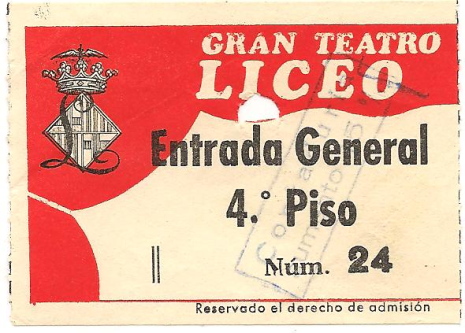 GRAN TEATRO
LICEO
Entrada General
4.º Piso
Núm. 24
Reservado el derecho de admisión